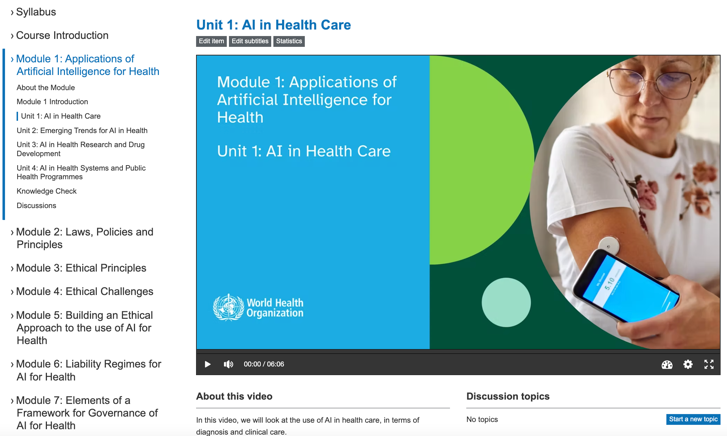 › Syllabus
› Course Introduction
› Module 1: Applications of
Artificial Intelligence for Health
About the Module
Module 1 Introduction
Unit 1: AI in Health Care
Unit 2: Emerging Trends for AI in Health
Unit 3: AI in Health Research and Drug
Development
Unit 4: AI in Health Systems and Public
Health Programmes
Knowledge Check
Discussions
› Module 2: Laws, Policies and
Principles
› Module 3: Ethical Principles
› Module 4: Ethical Challenges
› Module 5: Building an Ethical
Approach to the use of AI for
Health
› Module 6: Liability Regimes for
AI for Health
› Module 7: Elements of a
Framework for Governance of
AI for Health
Unit 1: AI in Health Care
Edit item Edit subtitles Statistics
Module 1: Applications of
Artificial Intelligence for
Health
Unit 1: AI in Health Care
World Health
Organization
5.10
00:00 / 06:06
About this video
In this video, we will look at the use of AI in health care, in terms of
diagnosis and clinical care.
Discussion topics
No topics
Start a new topic